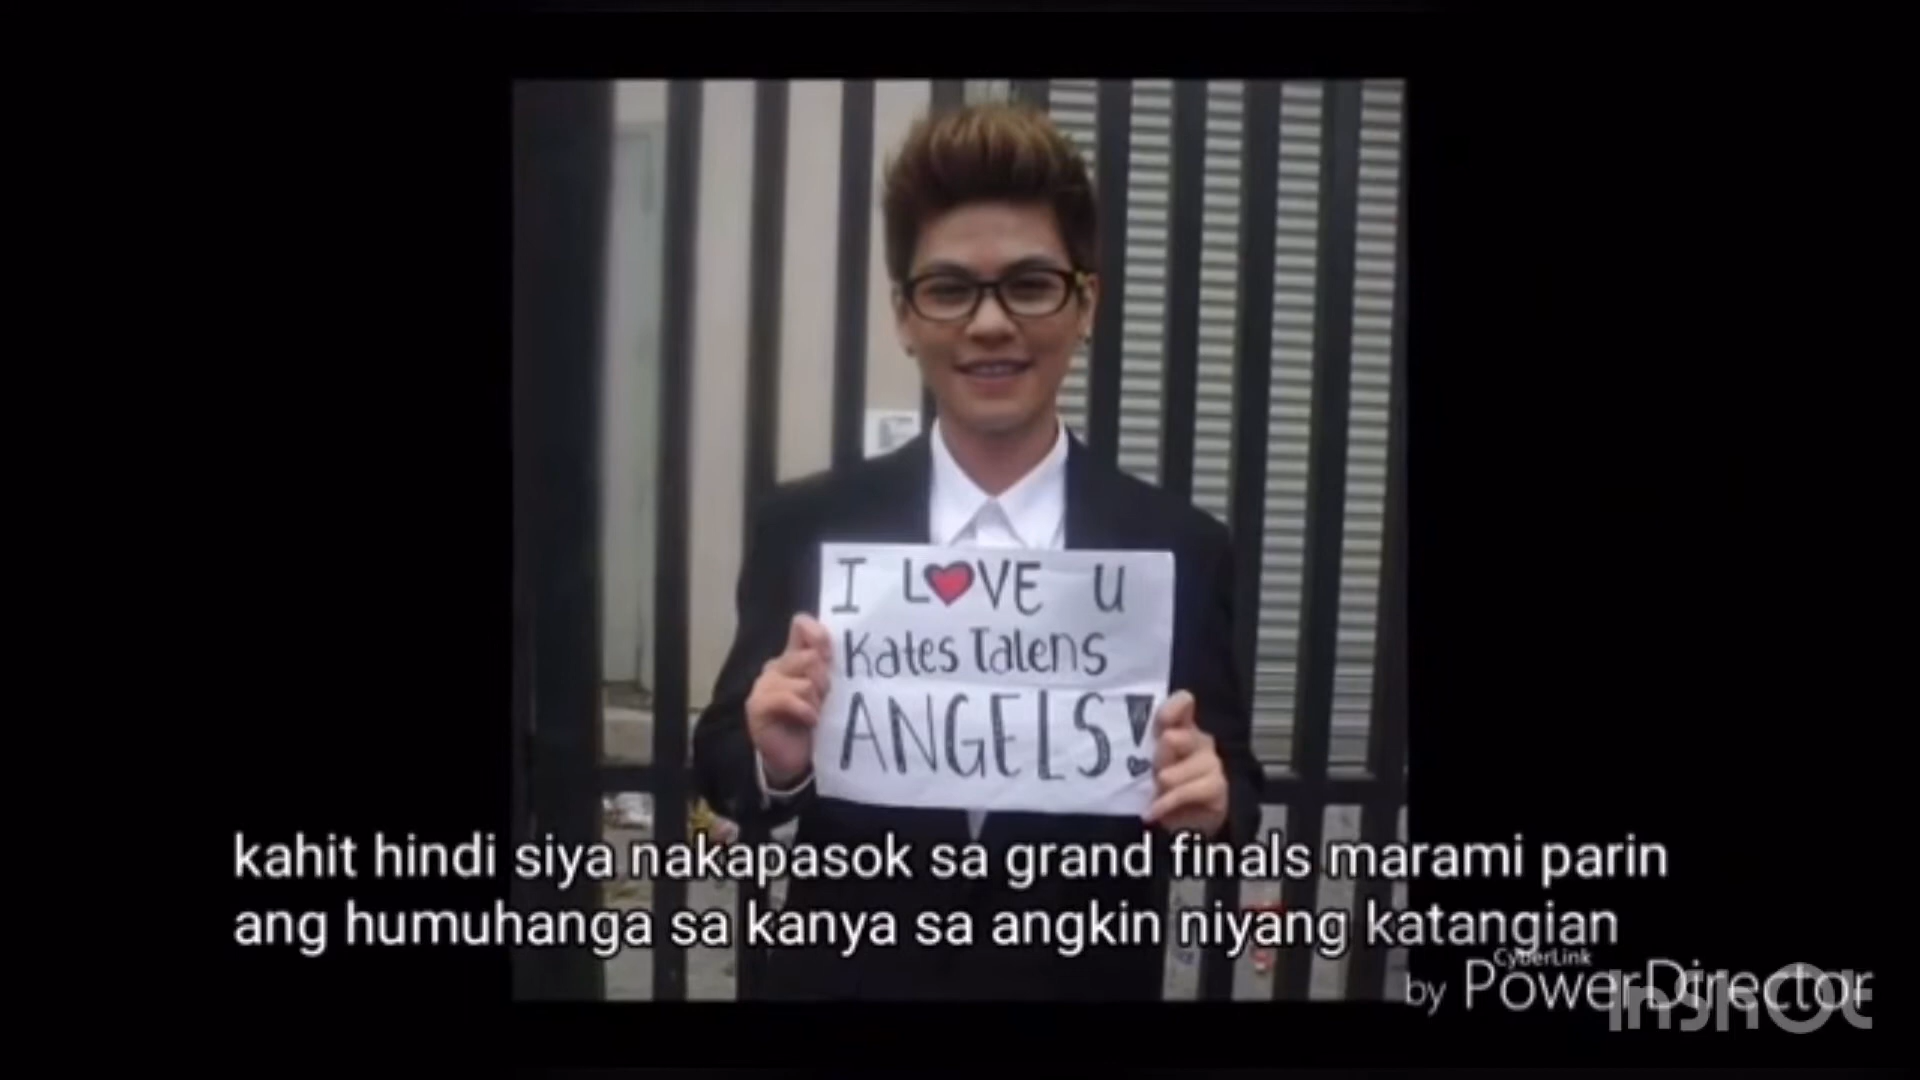 I LOVE U
Kates Talens
ANGELS!
kahit hindi siya nakapasok sa grand finals marami parin
ang humuhanga sa kanya sa angkin niyang katangian
CyberLink
by PowerDirector
InShOt